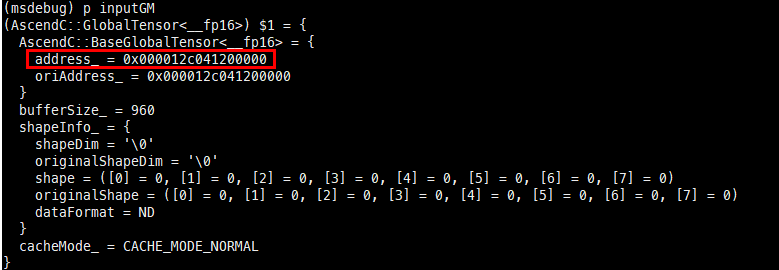 (msdebug) p inputGM
(AscendC::GlobalTensor<__fp16>) $1 = {
  AscendC::BaseGlobalTensor<__fp16> = {
    address_ = 0x000012c041200000
    oriAddress_ = 0x000012c041200000
  }
  bufferSize_ = 960
  shapeInfo_ = {
    shapeDim = '\0'
    originalShapeDim = '\0'
    shape = ([0] = 0, [1] = 0, [2] = 0, [3] = 0, [4] = 0, [5] = 0, [6] = 0, [7] = 0)
    originalShape = ([0] = 0, [1] = 0, [2] = 0, [3] = 0, [4] = 0, [5] = 0, [6] = 0, [7] = 0)
    dataFormat = ND
  }
  cacheMode_ = CACHE_MODE_NORMAL
}